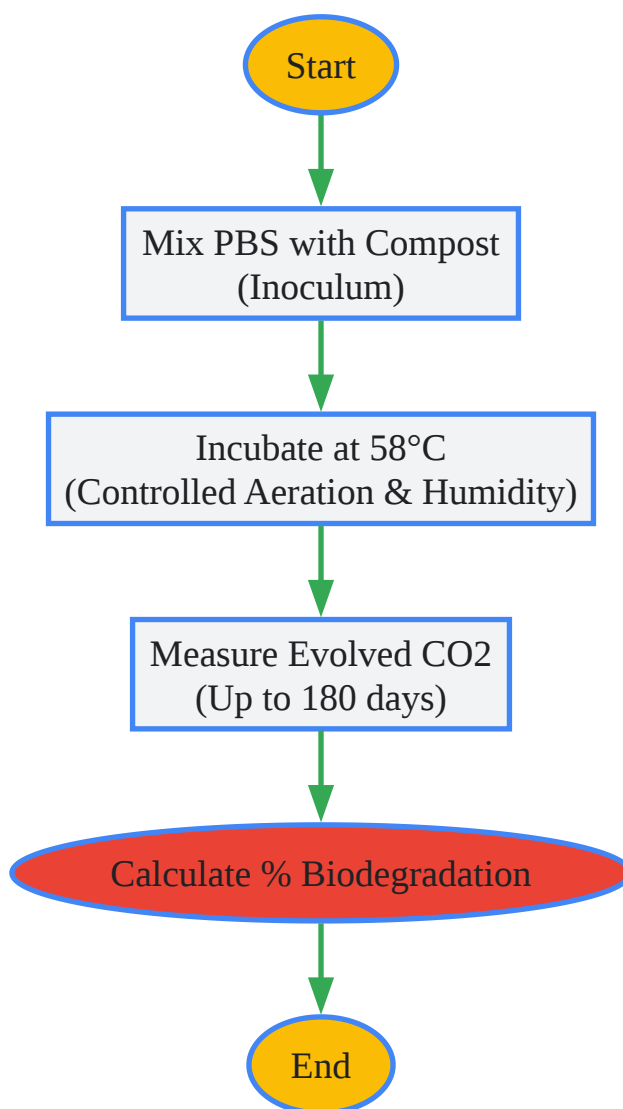 Start
Mix PBS with Compost
(Inoculum)
Incubate at 58°C
(Controlled Aeration & Humidity)
Measure Evolved CO2
(Up to 180 days)
Calculate % Biodegradation
End